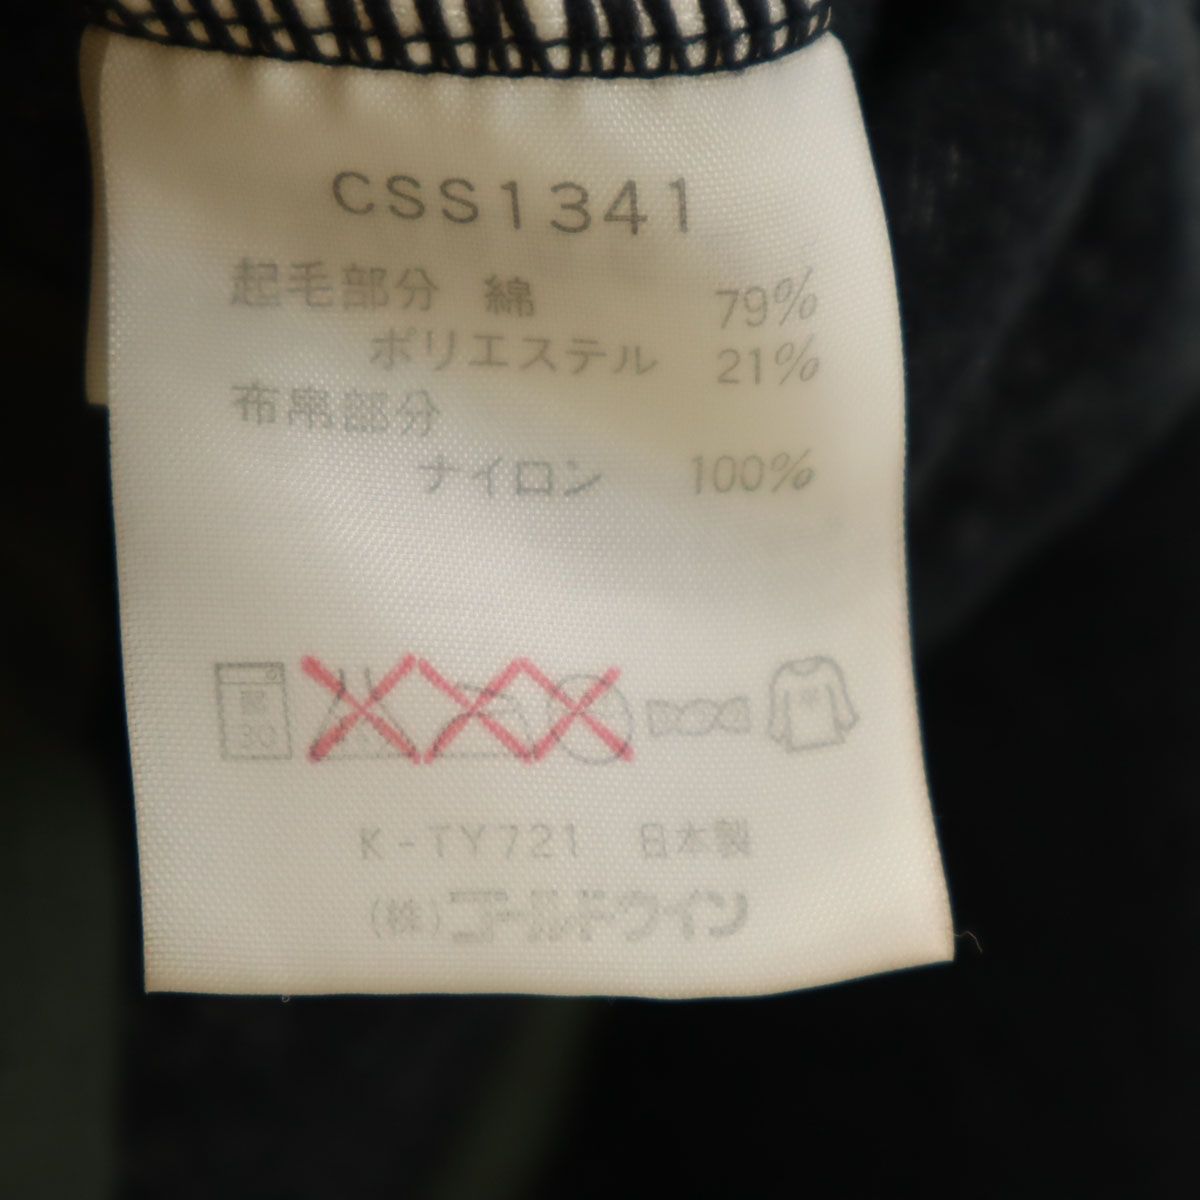 CSS1341
起毛部分 綿 79%
ポリエステル 21%
布帛部分
ナイロン 100%
30
K-TY721 日本製
(株)ゴールドウイン